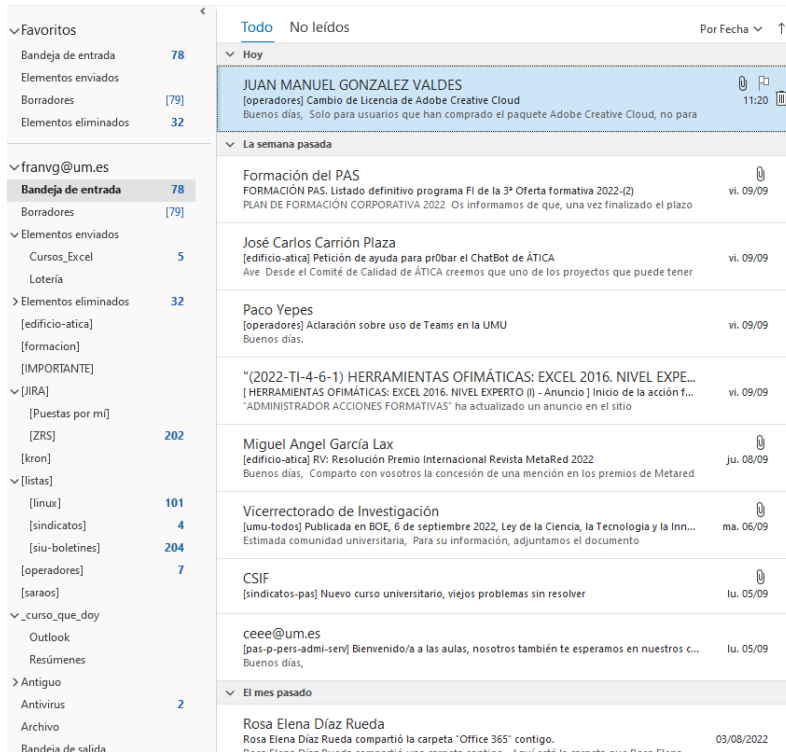 Favoritos
Bandeja de entrada 78
Elementos enviados
Borradores [79]
Elementos eliminados 32
franvg@um.es
Bandeja de entrada 78
Borradores [79]
Elementos enviados
Cursos_Excel 5
Lotería
Elementos eliminados 32
[edificio-atica]
[formacion]
[IMPORTANTE]
[JIRA]
[Puestas por mí]
[ZRS] 202
[kron]
[listas]
[linux] 101
[sindicatos] 4
[siu-boletines] 204
[operadores] 7
[saraos]
_curso_que_doy
Outlook
Resúmenes
Antiguo
Antivirus 2
Archivo
Bandeja de salida
Todo No leídos Por Fecha
Hoy
JUAN MANUEL GONZALEZ VALDES
[operadores] Cambio de Licencia de Adobe Creative Cloud 11:20
Buenos días, Solo para usuarios que han comprado el paquete Adobe Creative Cloud, no para
La semana pasada
Formación del PAS
FORMACIÓN PAS. Listado definitivo programa FI de la 3ª Oferta formativa 2022-(2) vi. 09/09
PLAN DE FORMACIÓN CORPORATIVA 2022 Os informamos de que, una vez finalizado el plazo
José Carlos Carrión Plaza
[edificio-atica] Petición de ayuda para pr0bar el ChatBot de ÁTICA vi. 09/09
Ave Desde el Comité de Calidad de ÁTICA creemos que uno de los proyectos que puede tener
Paco Yepes
[operadores] Aclaración sobre uso de Teams en la UMU vi. 09/09
Buenos días.
"(2022-TI-4-6-1) HERRAMIENTAS OFIMÁTICAS: EXCEL 2016. NIVEL EXPE...
[ HERRAMIENTAS OFIMÁTICAS: EXCEL 2016. NIVEL EXPERTO (I) - Anuncio ] Inicio de la acción f... vi. 09/09
"ADMINISTRADOR ACCIONES FORMATIVAS" ha actualizado un anuncio en el sitio
Miguel Angel García Lax
[edificio-atica] RV: Resolución Premio Internacional Revista MetaRed 2022 ju. 08/09
Buenos días, Comparto con vosotros la concesión de una mención en los premios de Metared
Vicerrectorado de Investigación
[umu-todos] Publicada en BOE, 6 de septiembre 2022, Ley de la Ciencia, la Tecnologia y la Inn... ma. 06/09
Estimada comunidad universitaria, Para su información, adjuntamos el documento
CSIF
[sindicatos-pas] Nuevo curso universitario, viejos problemas sin resolver lu. 05/09
ceee@um.es
[pas-p-pers-admi-serv] Bienvenido/a a las aulas, nosotros también te esperamos en nuestros c... lu. 05/09
Buenos días,
El mes pasado
Rosa Elena Díaz Rueda
Rosa Elena Díaz Rueda compartió la carpeta "Office 365" contigo. 03/08/2022